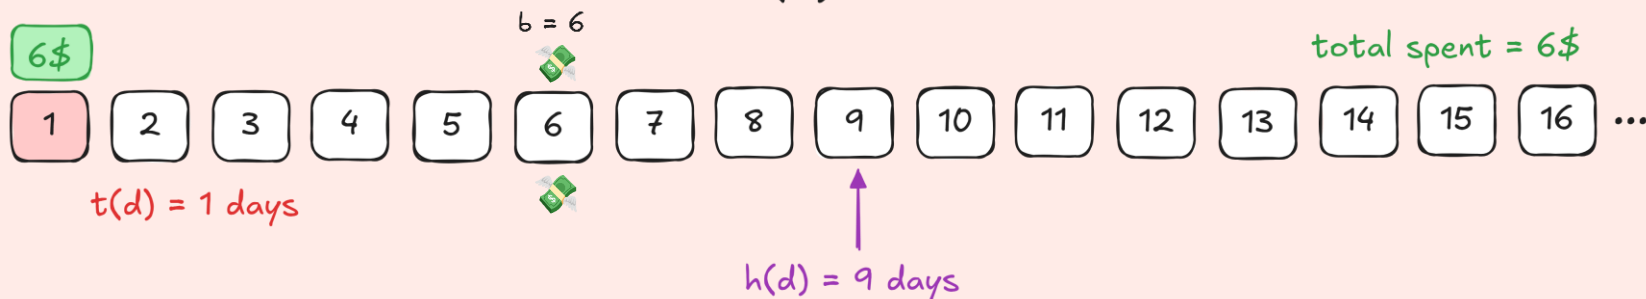 b = 6
6$
total spent = 6$
1 2 3 4 5 6 7 8 9 10 11 12 13 14 15 16 ...
t(d) = 1 days
h(d) = 9 days